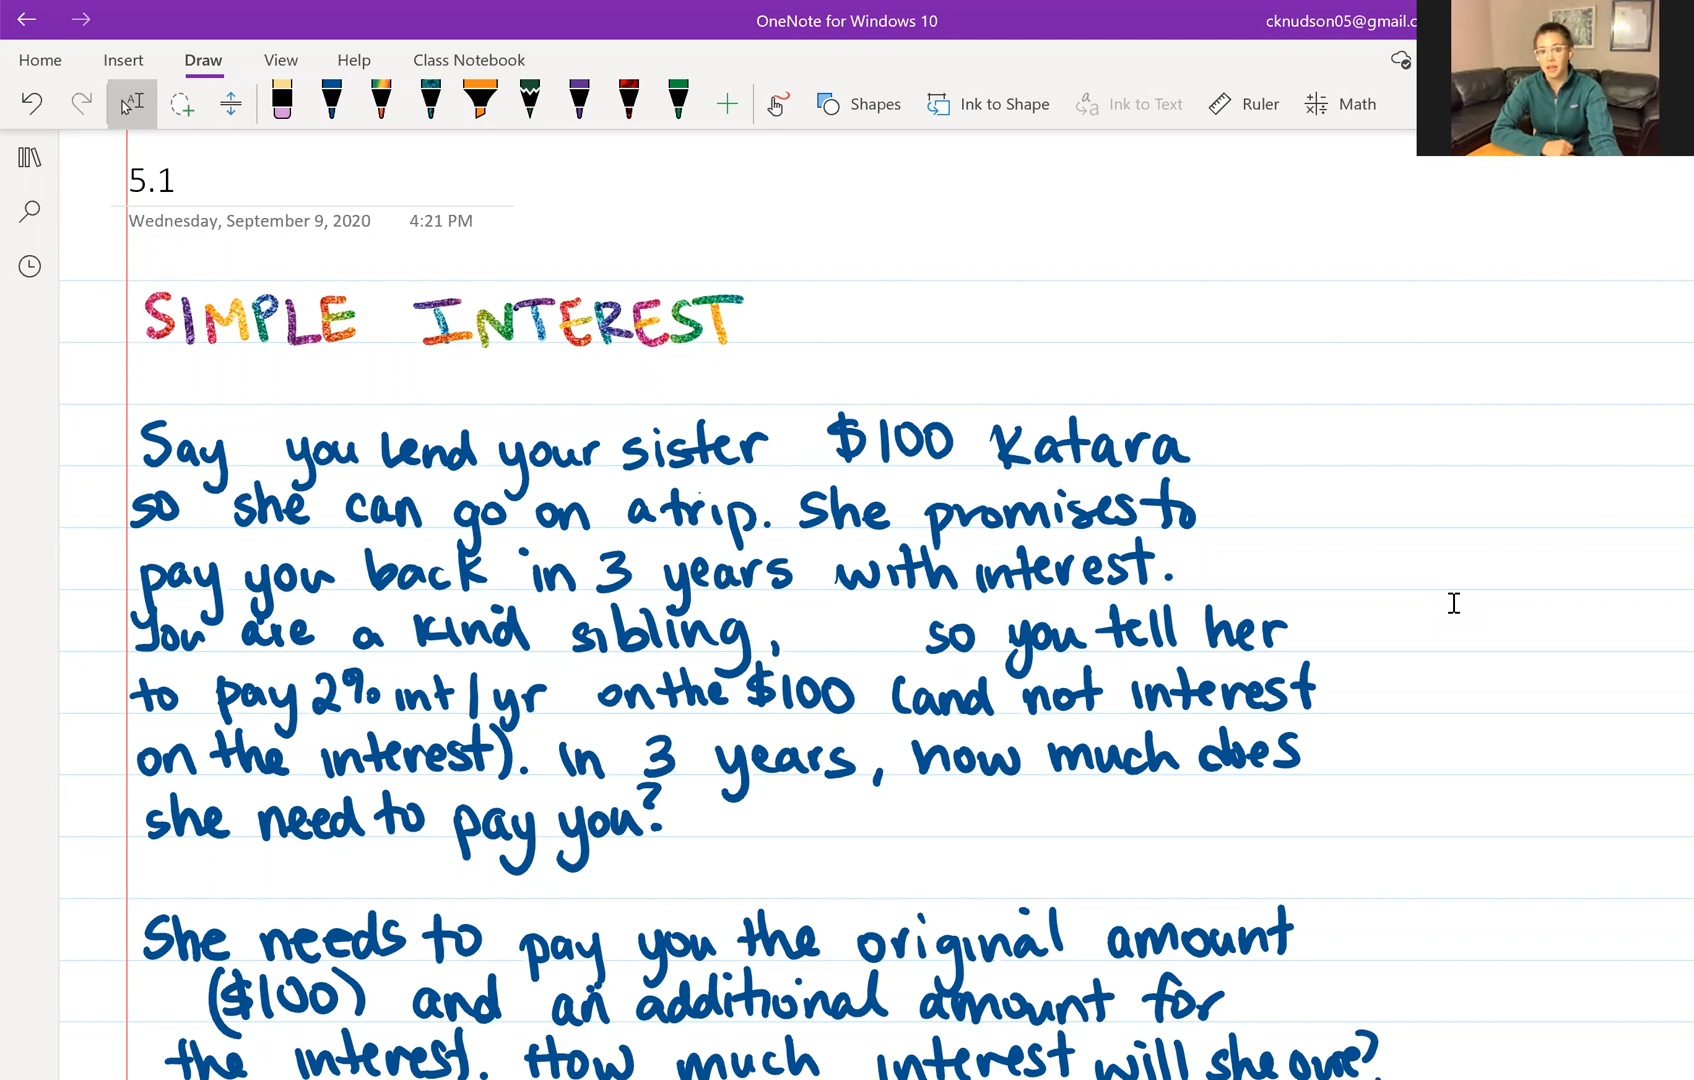 OneNote for Windows 10
cknudson05@gmail.c
Home Insert Draw View Help Class Notebook
Shapes Ink to Shape Ink to Text Ruler Math
5.1
Wednesday, September 9, 2020 4:21 PM
SIMPLE INTEREST
Say you lend your sister $100 Katara
so she can go on a trip. She promises to
pay you back in 3 years with interest.
You are a kind sibling, so you tell her
to pay 2% int/yr on the $100 (and not interest
on the interest). In 3 years, how much does
she need to pay you?
She needs to pay you the original amount
($100) and an additional amount for
the interest. How much interest will she owe?